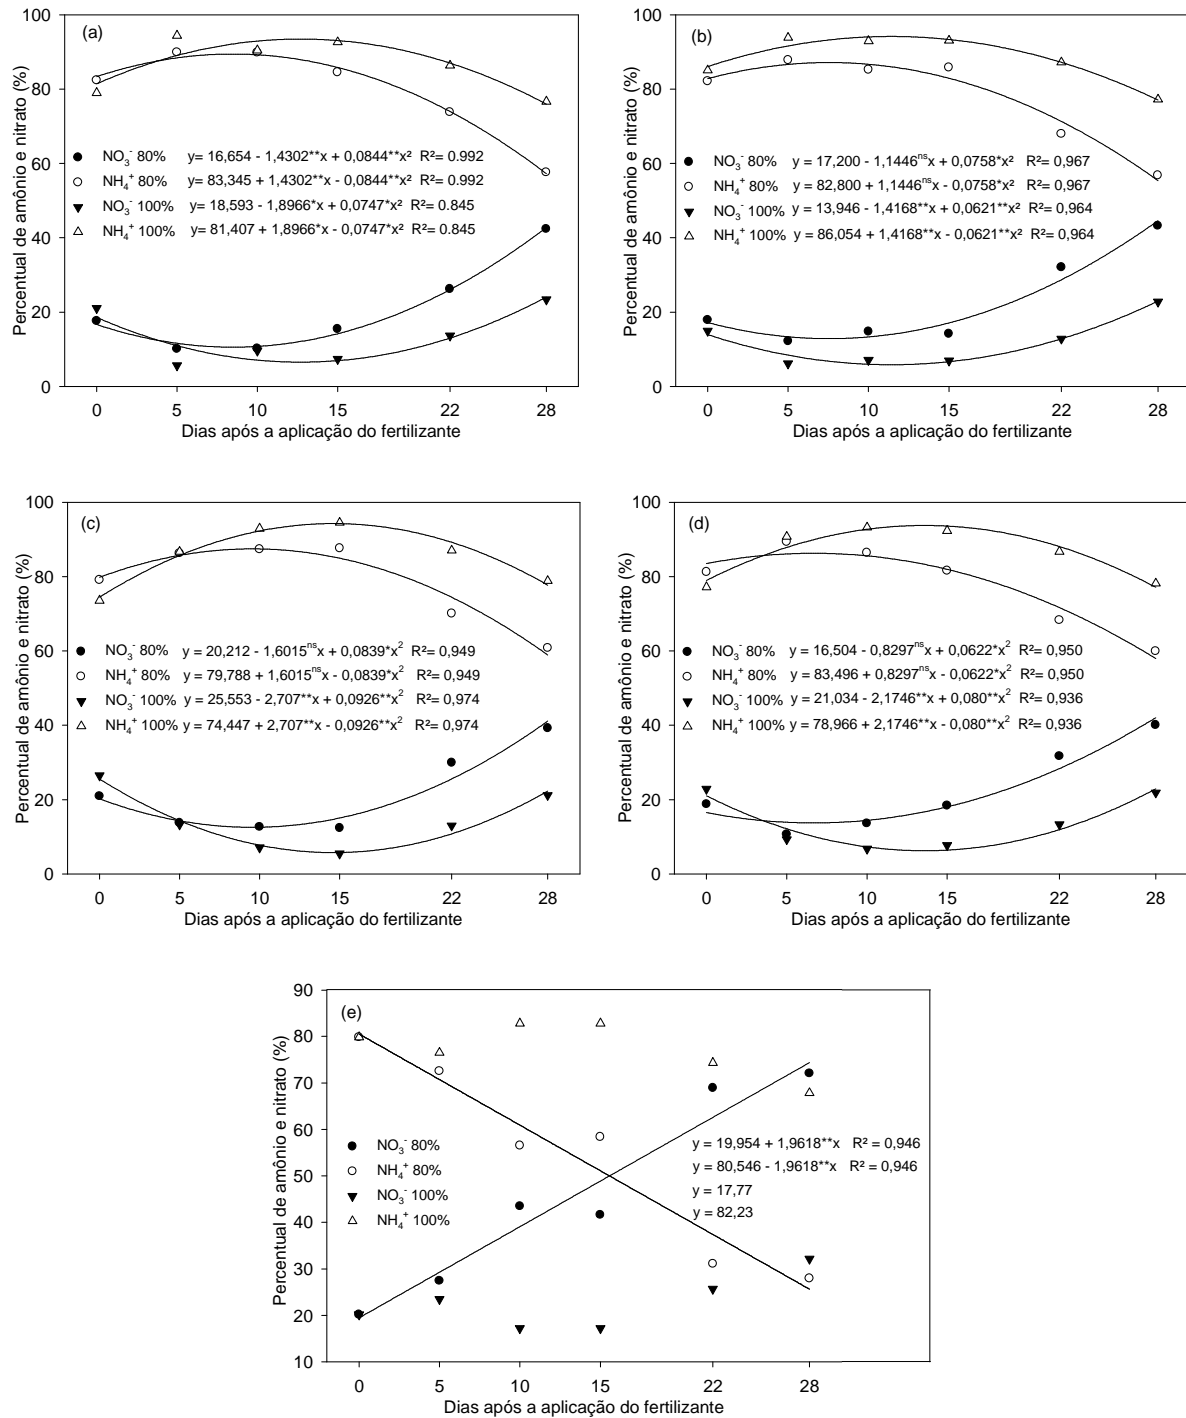 (a)
Percentual de amônio e nitrato (%)
100
80
60
40
20
0
NO₃⁻ 80% y= 16,654 - 1,4302**x + 0,0844**x² R²= 0.992
NH₄⁺ 80% y= 83,345 + 1,4302**x - 0,0844**x² R²= 0.992
NO₃⁻ 100% y= 18,593 - 1,8966*x + 0,0747*x² R²= 0.845
NH₄⁺ 100% y= 81,407 + 1,8966*x - 0,0747*x² R²= 0.845
0 5 10 15 22 28
Dias após a aplicação do fertilizante
(b)
Percentual de amônio e nitrato (%)
100
80
60
40
20
0
NO₃⁻ 80% y = 17,200 - 1,1446ⁿˢx + 0,0758*x² R²= 0,967
NH₄⁺ 80% y = 82,800 + 1,1446ⁿˢx - 0,0758*x² R²= 0,967
NO₃⁻ 100% y = 13,946 - 1,4168**x + 0,0621**x² R²= 0,964
NH₄⁺ 100% y = 86,054 + 1,4168**x - 0,0621**x² R²= 0,964
0 5 10 15 22 28
Dias após a aplicação do fertilizante
(c)
Percentual de amônio e nitrato (%)
100
80
60
40
20
0
NO₃⁻ 80% y = 20,212 - 1,6015ⁿˢx + 0,0839*x² R²= 0,949
NH₄⁺ 80% y = 79,788 + 1,6015ⁿˢx - 0,0839*x² R²= 0,949
NO₃⁻ 100% y = 25,553 - 2,707**x + 0,0926**x² R²= 0,974
NH₄⁺ 100% y = 74,447 + 2,707**x - 0,0926**x² R²= 0,974
0 5 10 15 22 28
Dias após a aplicação do fertilizante
(d)
Percentual de amônio e nitrato (%)
100
80
60
40
20
0
NO₃⁻ 80% y = 16,504 - 0,8297ⁿˢx + 0,0622*x² R²= 0,950
NH₄⁺ 80% y = 83,496 + 0,8297ⁿˢx - 0,0622*x² R²= 0,950
NO₃⁻ 100% y = 21,034 - 2,1746**x + 0,080**x² R²= 0,936
NH₄⁺ 100% y = 78,966 + 2,1746**x - 0,080**x² R²= 0,936
0 5 10 15 22 28
Dias após a aplicação do fertilizante
(e)
Percentual de amônio e nitrato (%)
90
80
70
60
50
40
30
20
10
NO₃⁻ 80% y = 19,954 + 1,9618**x R² = 0,946
NH₄⁺ 80% y = 80,546 - 1,9618**x R² = 0,946
NO₃⁻ 100% y = 17,77
NH₄⁺ 100% y = 82,23
0 5 10 15 22 28
Dias após a aplicação do fertilizante